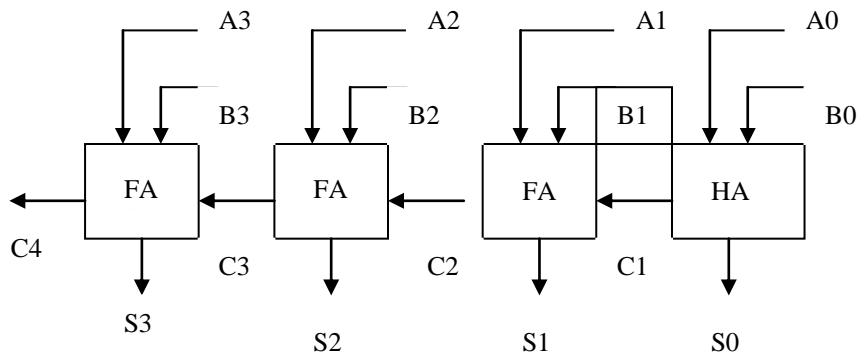 A3 A2 A1 A0
B3 B2 B1 B0
FA FA FA HA
C4 C3 C2 C1
S3 S2 S1 S0